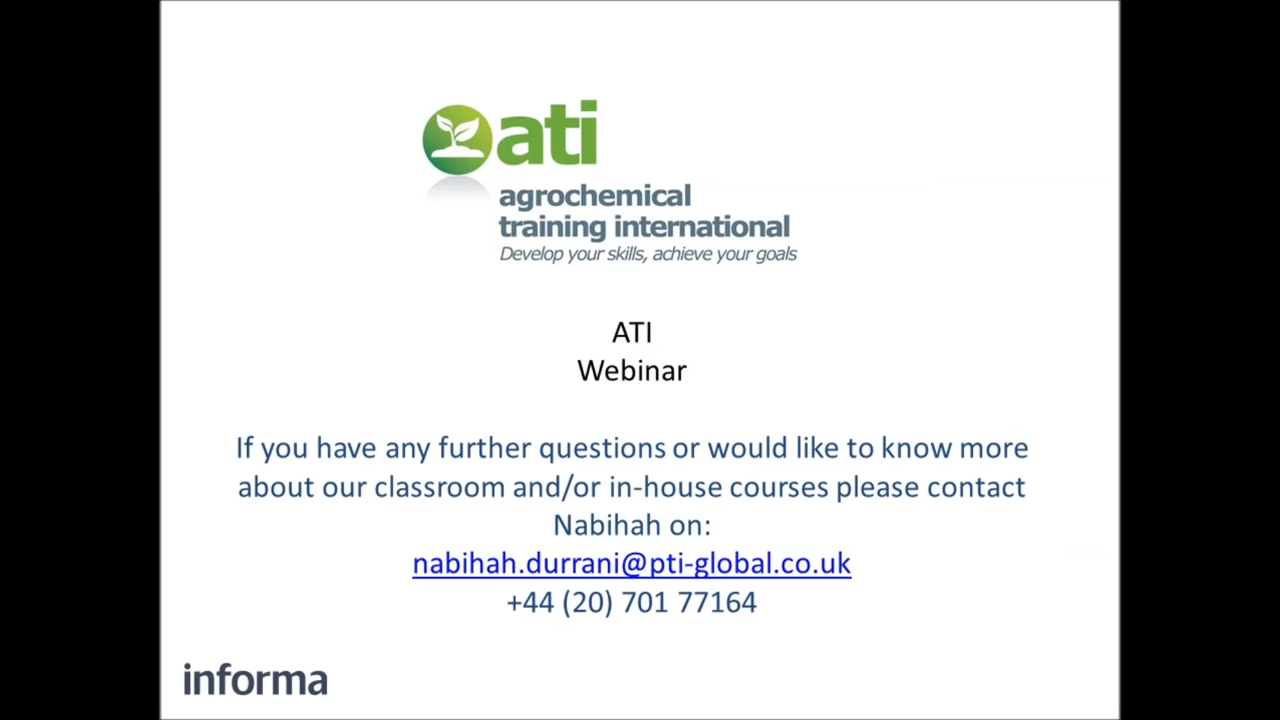 ati
agrochemical
training international
Develop your skills, achieve your goals
ATI
Webinar
If you have any further questions or would like to know more
about our classroom and/or in-house courses please contact
Nabihah on:
nabihah.durrani@pti-global.co.uk
+44 (20) 701 77164
informa